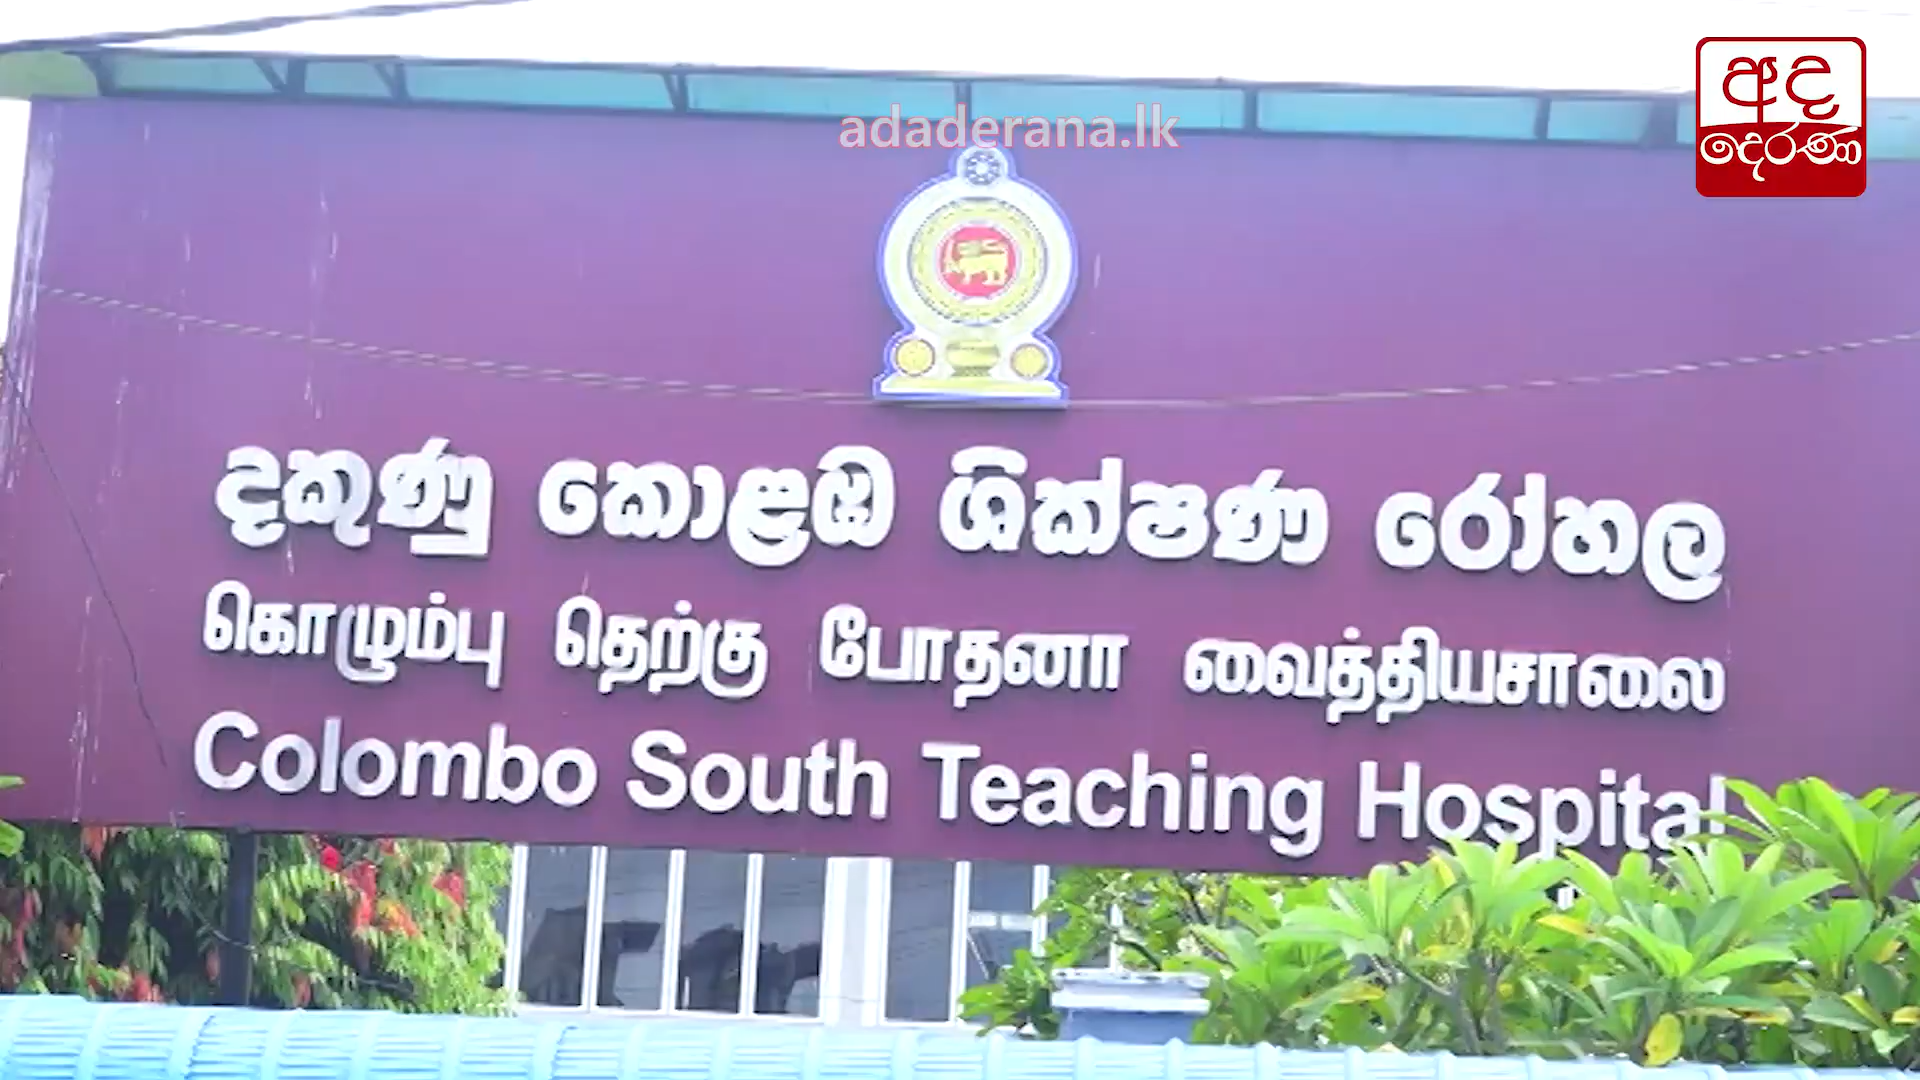 අද
දෙරණ
adaderana.lk
දකුණු කොළඹ ශික්ෂණ රෝහල
கொழும்பு தெற்கு போதனா வைத்தியசாலை
Colombo South Teaching Hospital